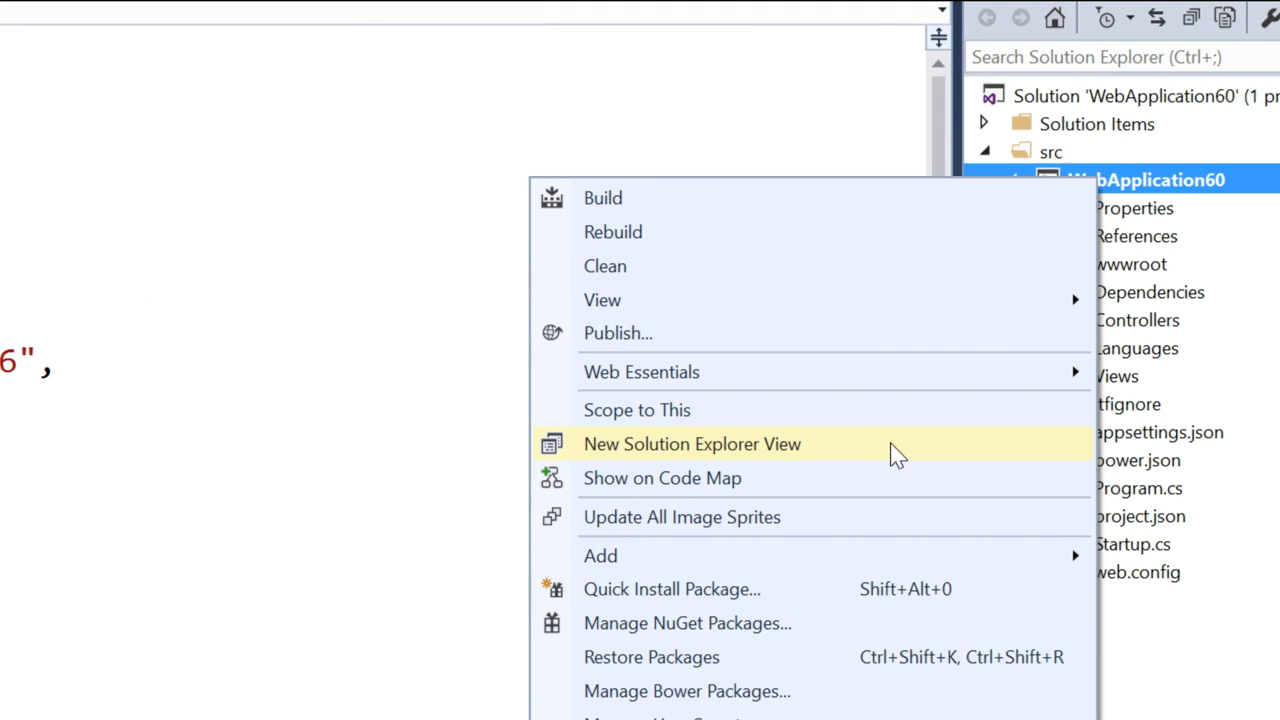 Search Solution Explorer (Ctrl+;)
Solution 'WebApplication60' (1 pr
Solution Items
src
bApplication60
Properties
References
wwwroot
Dependencies
Controllers
Languages
Views
tfignore
appsettings.json
power.json
Program.cs
project.json
Startup.cs
web.config
6",
Build
Rebuild
Clean
View
Publish...
Web Essentials
Scope to This
New Solution Explorer View
Show on Code Map
Update All Image Sprites
Add
Quick Install Package... Shift+Alt+0
Manage NuGet Packages...
Restore Packages Ctrl+Shift+K, Ctrl+Shift+R
Manage Bower Packages...